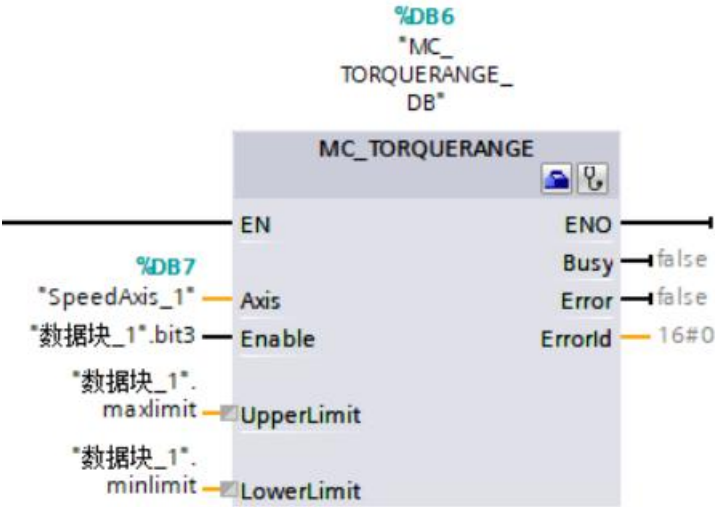 %DB6
"MC_
TORQUERANGE_
DB"
MC_TORQUERANGE
EN
ENO
%DB7
Busy
false
"SpeedAxis_1"
Axis
Error
false
"数据块_1".bit3
Enable
ErrorId
16#0
"数据块_1".
maxlimit
UpperLimit
"数据块_1".
minlimit
LowerLimit